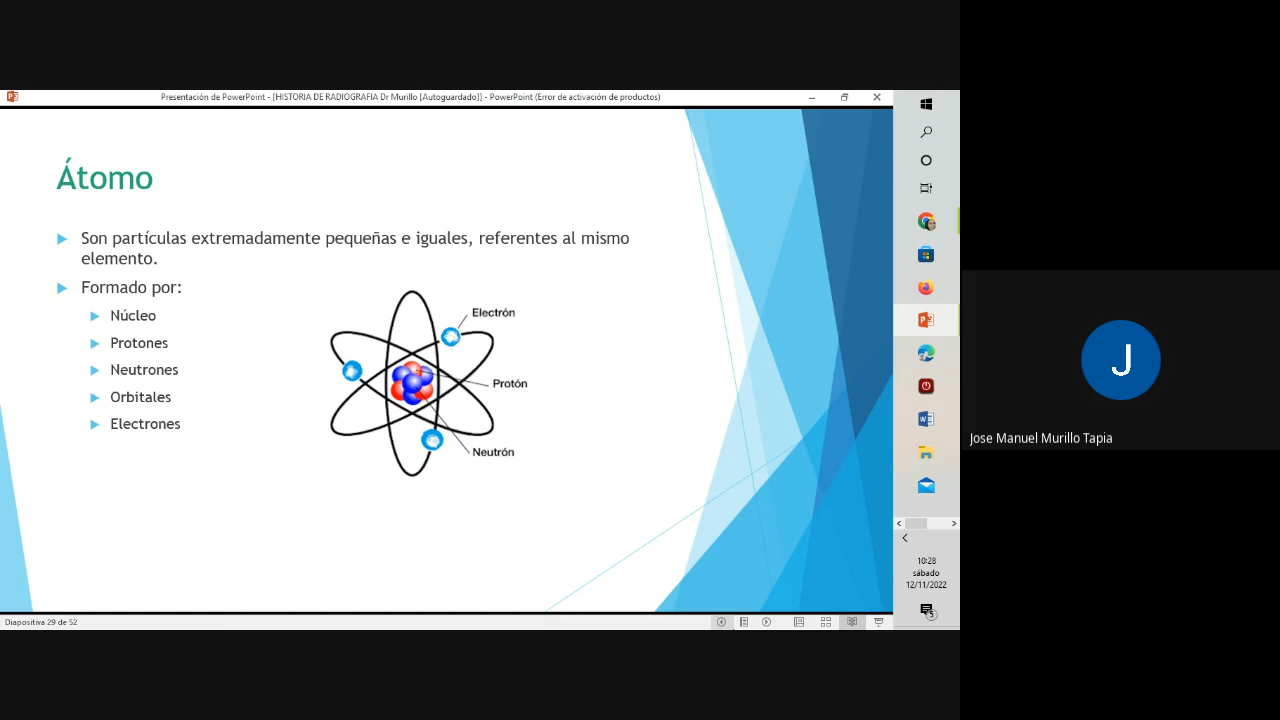 Presentación de PowerPoint - [HISTORIA DE RADIOGRAFIA Dr Murillo [Autoguardado]] - PowerPoint (Error de activación de productos)
Átomo
Son partículas extremadamente pequeñas e iguales, referentes al mismo
elemento.
Formado por:
Núcleo
Protones
Neutrones
Orbitales
Electrones
Electrón
Protón
Neutrón
Diapositiva 29 de 52
10:28
sábado
12/11/2022
5
J
Jose Manuel Murillo Tapia